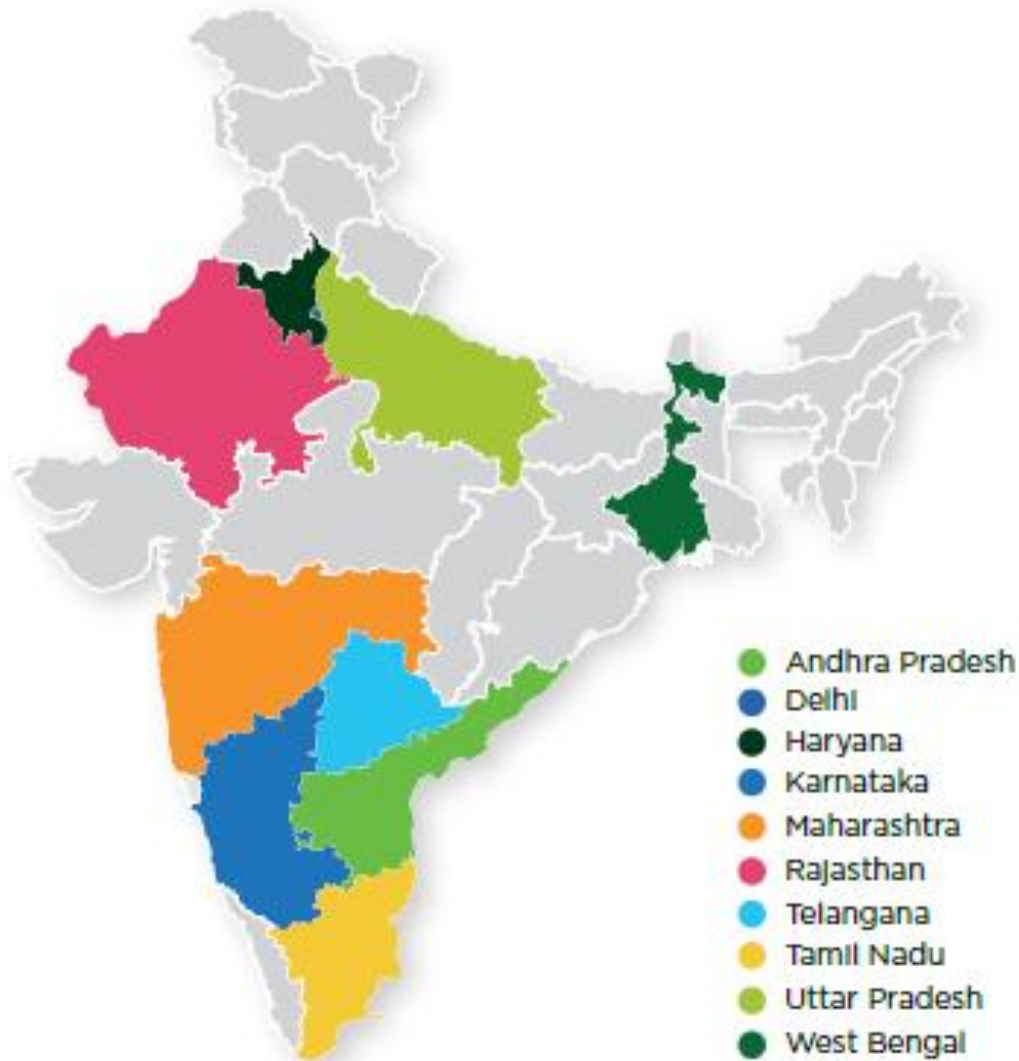 Andhra Pradesh
Delhi
Haryana
Karnataka
Maharashtra
Rajasthan
Telangana
Tamil Nadu
Uttar Pradesh
West Bengal